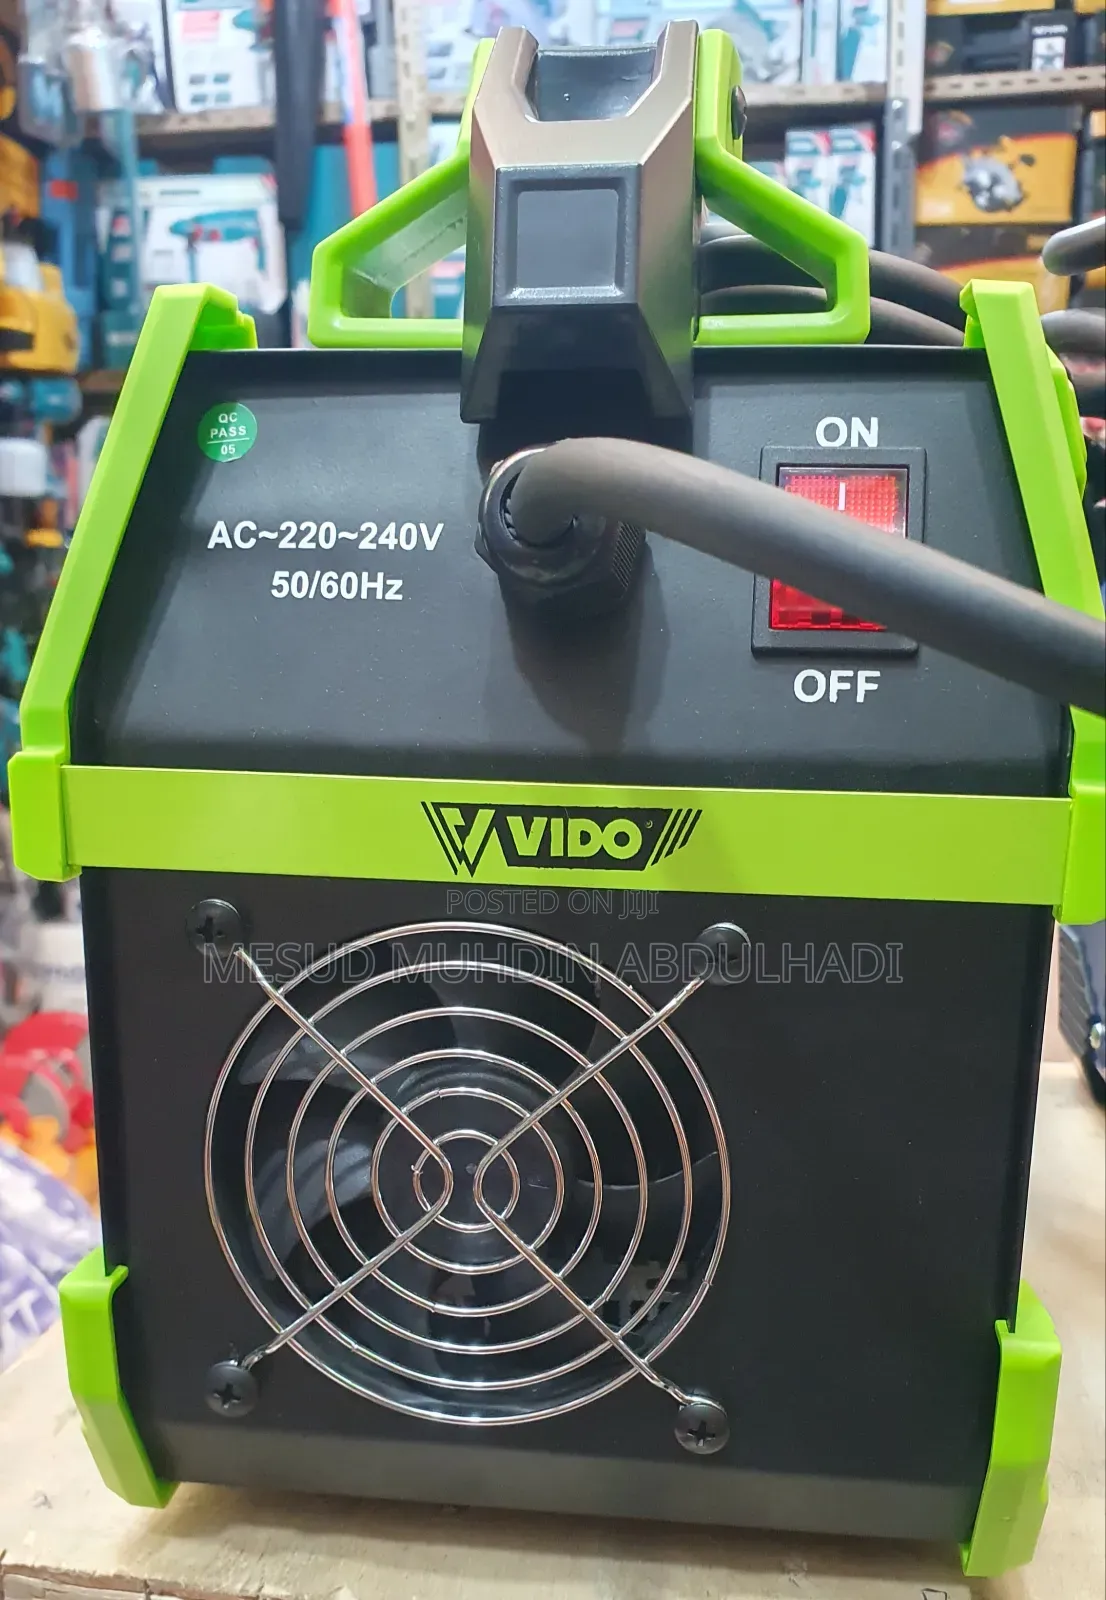 QC
PASS
05
ON
AC~220~240V
50/60Hz
OFF
VIDO
POSTED ON JIJI
MESUD MUHDIN ABDULHADI